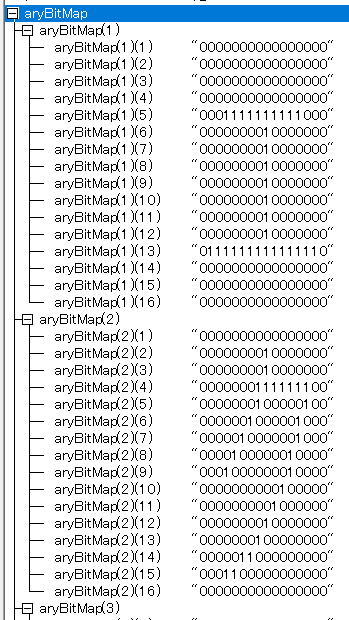 aryBitMap
aryBitMap(1)
aryBitMap(1)(1) "0000000000000000"
aryBitMap(1)(2) "0000000000000000"
aryBitMap(1)(3) "0000000000000000"
aryBitMap(1)(4) "0000000000000000"
aryBitMap(1)(5) "0001111111111000"
aryBitMap(1)(6) "0000000010000000"
aryBitMap(1)(7) "0000000010000000"
aryBitMap(1)(8) "0000000010000000"
aryBitMap(1)(9) "0000000010000000"
aryBitMap(1)(10) "0000000010000000"
aryBitMap(1)(11) "0000000010000000"
aryBitMap(1)(12) "0000000010000000"
aryBitMap(1)(13) "0111111111111110"
aryBitMap(1)(14) "0000000000000000"
aryBitMap(1)(15) "0000000000000000"
aryBitMap(1)(16) "0000000000000000"
aryBitMap(2)
aryBitMap(2)(1) "0000000000000000"
aryBitMap(2)(2) "0000000010000000"
aryBitMap(2)(3) "0000000010000000"
aryBitMap(2)(4) "0000000111111100"
aryBitMap(2)(5) "0000000100000100"
aryBitMap(2)(6) "0000001000001000"
aryBitMap(2)(7) "0000010000001000"
aryBitMap(2)(8) "0000100000010000"
aryBitMap(2)(9) "0001000000010000"
aryBitMap(2)(10) "0000000000100000"
aryBitMap(2)(11) "0000000001000000"
aryBitMap(2)(12) "0000000010000000"
aryBitMap(2)(13) "0000000100000000"
aryBitMap(2)(14) "0000011000000000"
aryBitMap(2)(15) "0001100000000000"
aryBitMap(2)(16) "0000000000000000"
aryBitMap(3)